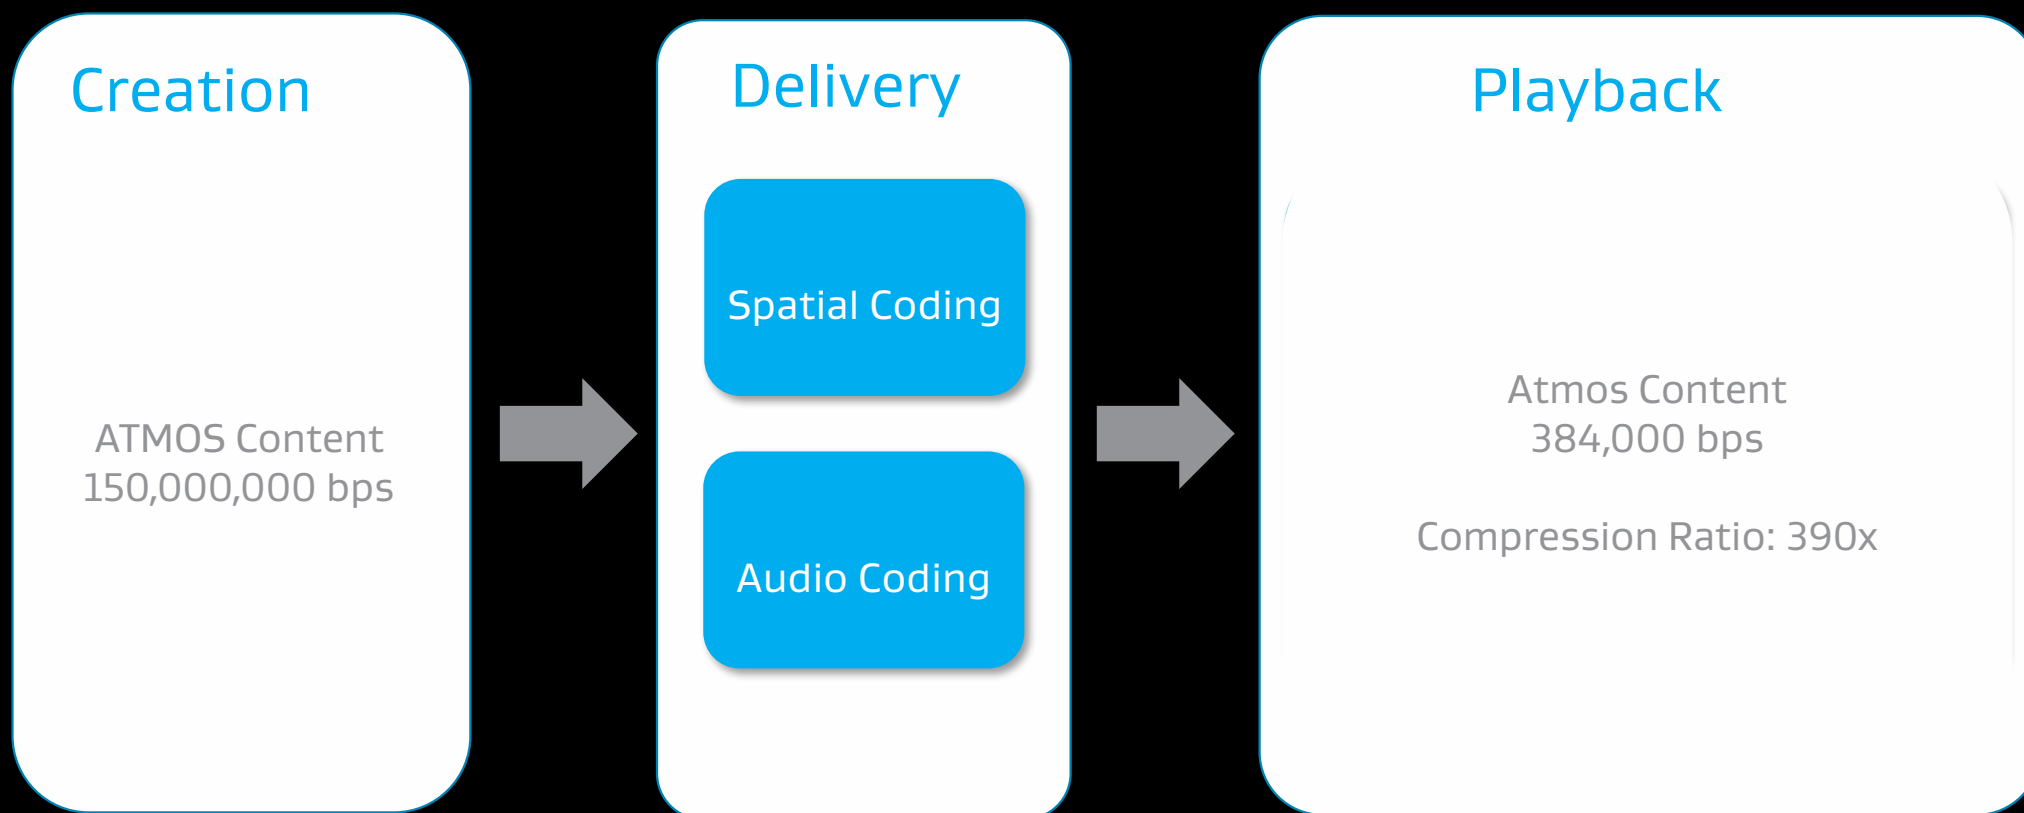 Creation
ATMOS Content
150,000,000 bps
Delivery
Spatial Coding
Audio Coding
Playback
Atmos Content
384,000 bps
Compression Ratio: 390x